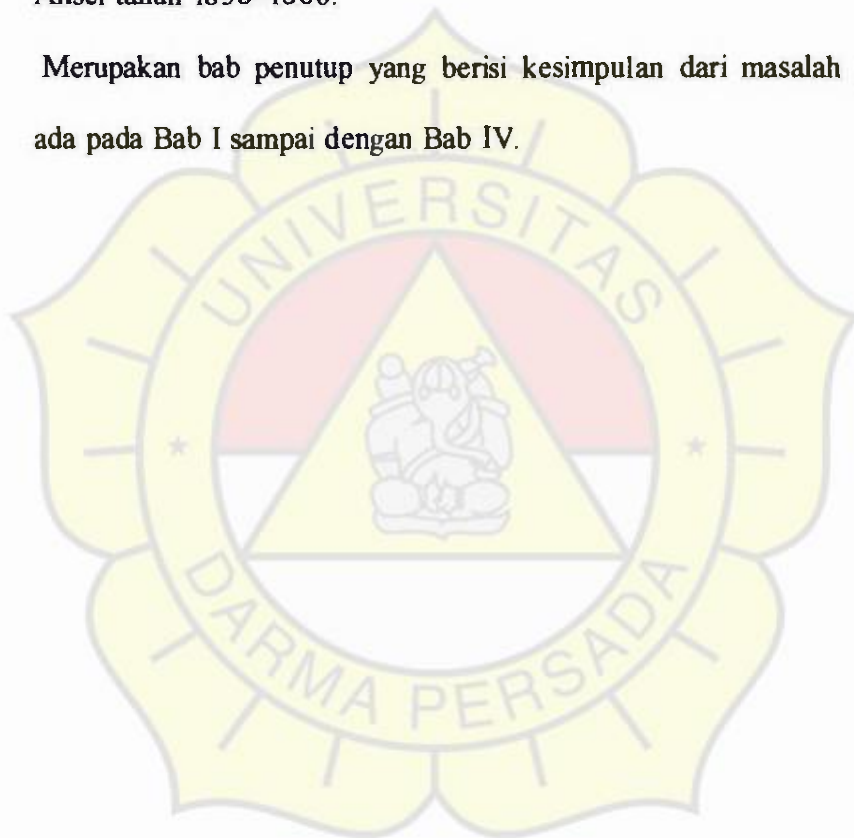 Merupakan bab penutup yang berisi kesimpulan dari masalah
ada pada Bab I sampai dengan Bab IV.
UNIVERSITAS
DARMA PERSADA